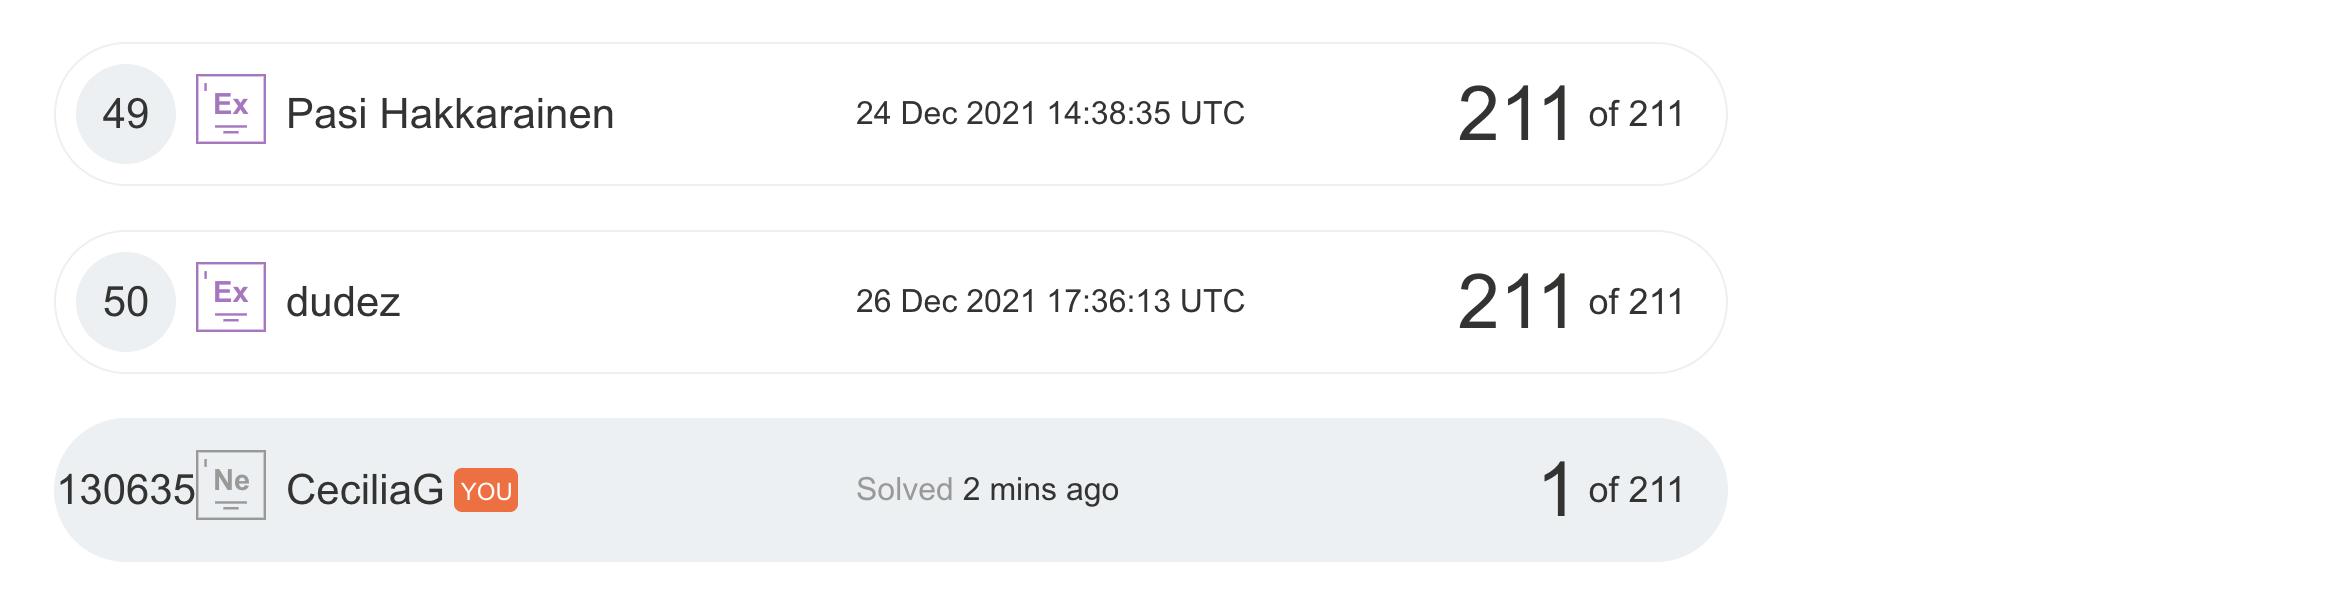 49 Ex Pasi Hakkarainen 24 Dec 2021 14:38:35 UTC 211 of 211
50 Ex dudez 26 Dec 2021 17:36:13 UTC 211 of 211
130635 Ne CeciliaG YOU Solved 2 mins ago 1 of 211